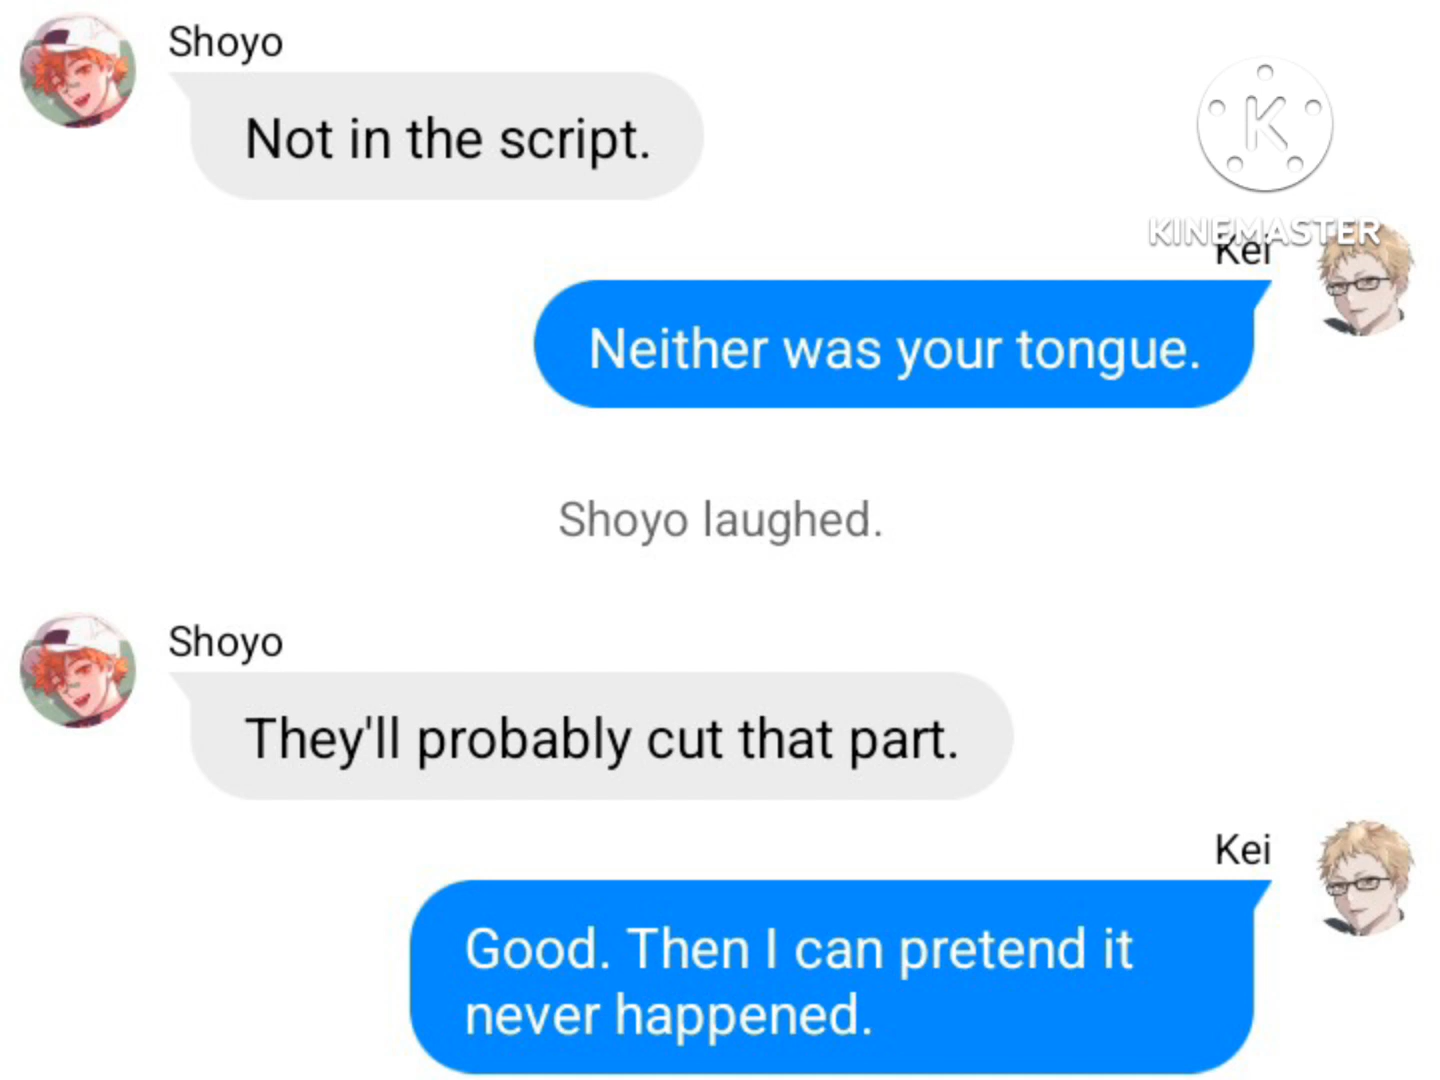 Shoyo
Not in the script.
KINEMASTER
Kei
Neither was your tongue.
Shoyo laughed.
Shoyo
They'll probably cut that part.
Kei
Good. Then I can pretend it
never happened.